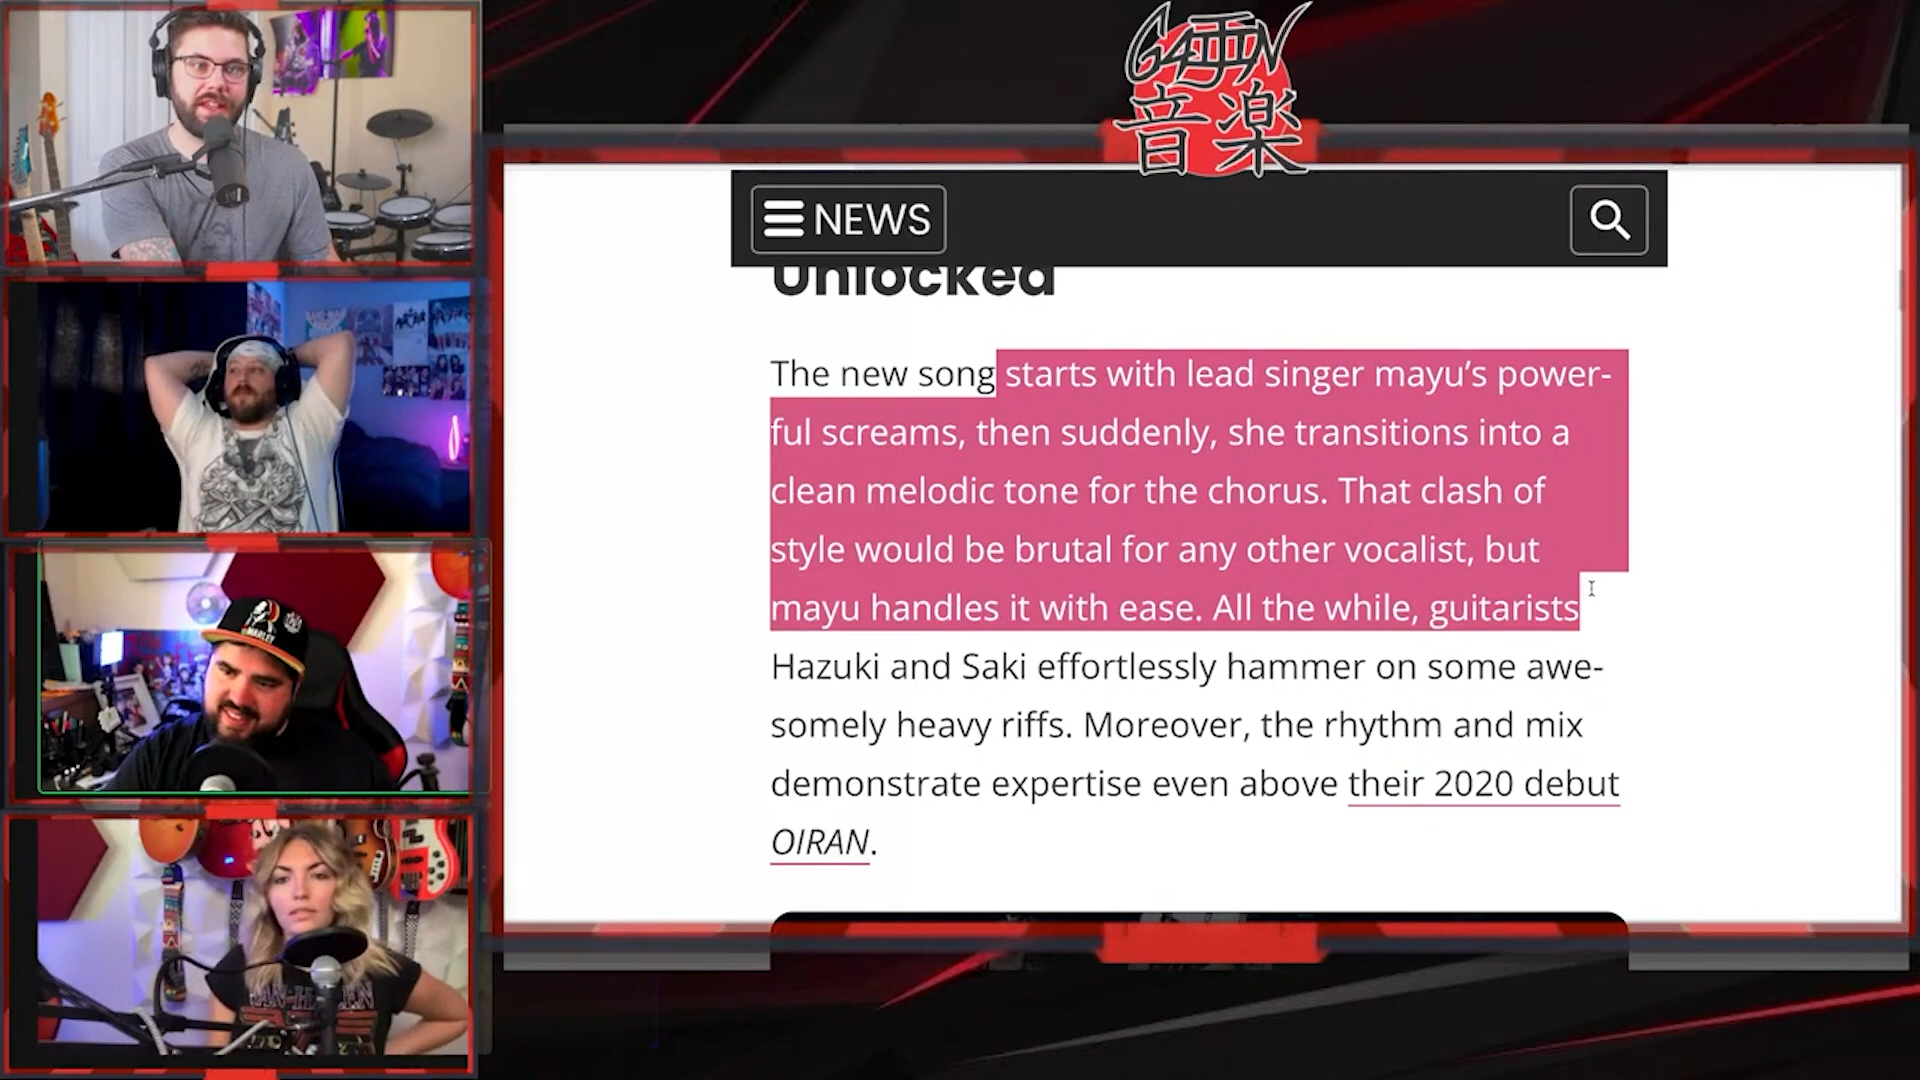 GAIJIN
音楽
NEWS
Unlocked
The new song starts with lead singer mayu’s power-
ful screams, then suddenly, she transitions into a
clean melodic tone for the chorus. That clash of
style would be brutal for any other vocalist, but
mayu handles it with ease. All the while, guitarists
Hazuki and Saki effortlessly hammer on some awe-
somely heavy riffs. Moreover, the rhythm and mix
demonstrate expertise even above their 2020 debut
OIRAN.
MARLEY